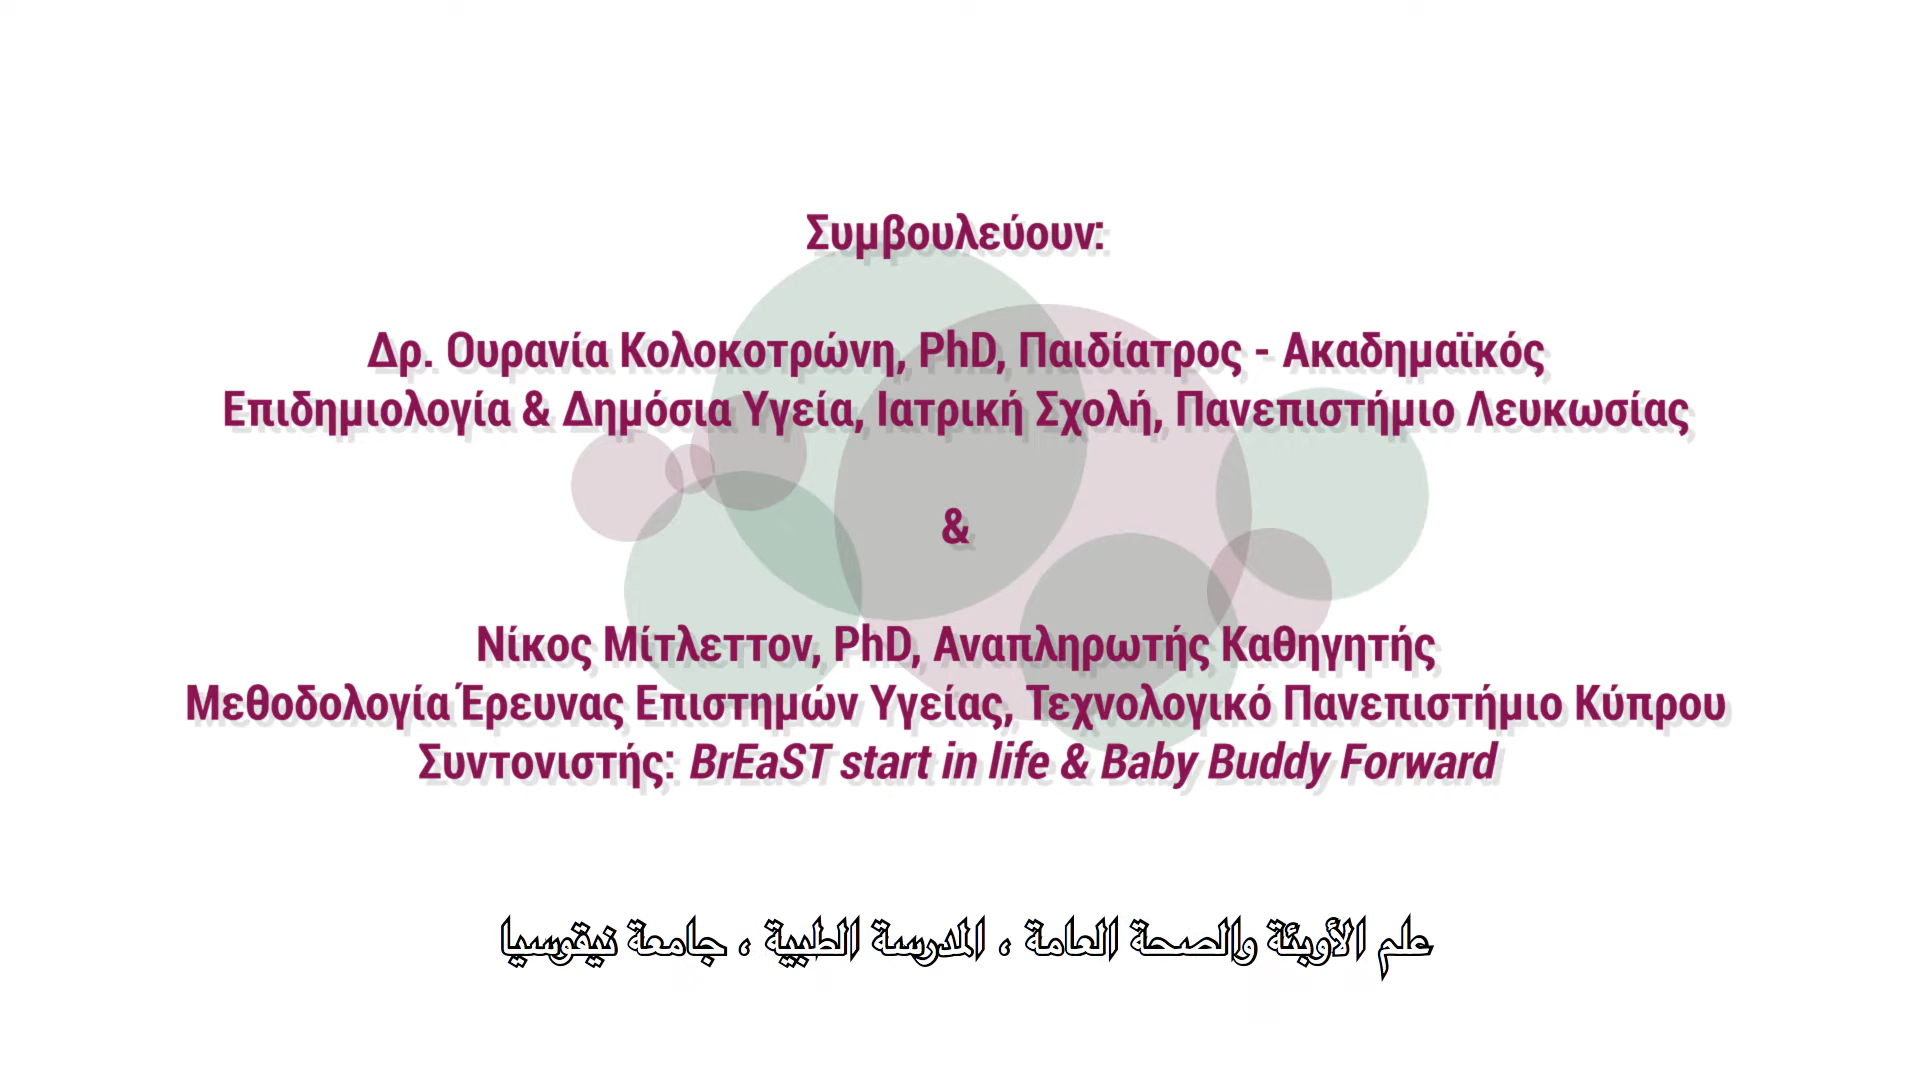 Συμβουλεύουν:
Δρ. Ουρανία Κολοκοτρώνη, PhD, Παιδίατρος - Ακαδημαϊκός
Επιδημιολογία & Δημόσια Υγεία, Ιατρική Σχολή, Πανεπιστήμιο Λευκωσίας
&
Νίκος Μίτλεττον, PhD, Αναπληρωτής Καθηγητής
Μεθοδολογία Έρευνας Επιστημών Υγείας, Τεχνολογικό Πανεπιστήμιο Κύπρου
Συντονιστής: BrEaST start in life & Baby Buddy Forward
علم الأوبئة والصحة العامة ، المدرسة الطبية ، جامعة نيقوسيا